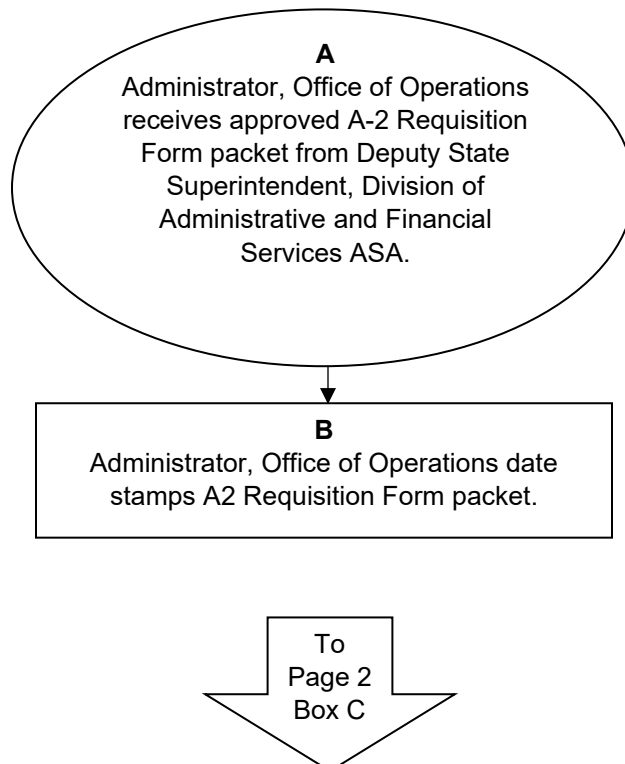 A
Administrator, Office of Operations
receives approved A-2 Requisition
Form packet from Deputy State
Superintendent, Division of
Administrative and Financial
Services ASA.
B
Administrator, Office of Operations date
stamps A2 Requisition Form packet.
To
Page 2
Box C